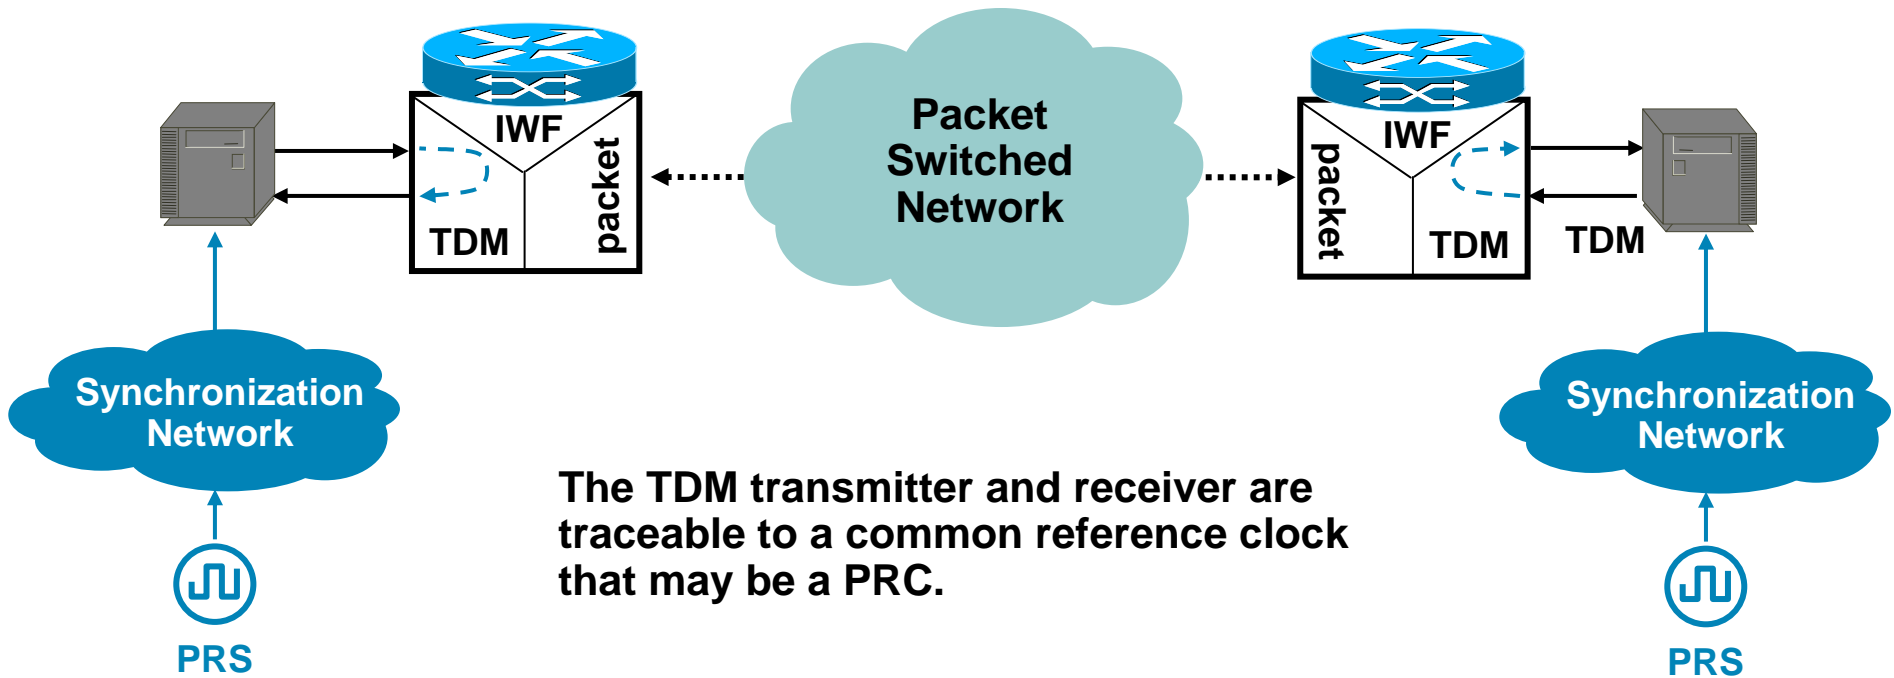 IWF
packet
TDM
Packet
Switched
Network
IWF
packet
TDM
TDM
Synchronization
Network
Synchronization
Network
The TDM transmitter and receiver are
traceable to a common reference clock
that may be a PRC.
PRS
PRS